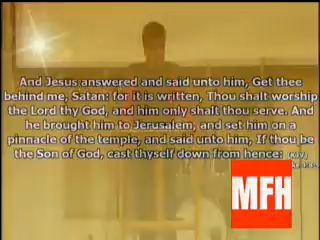 And Jesus answered and said unto him, Get thee
behind me, Satan: for it is written, Thou shalt worship
the Lord thy God, and him only shalt thou serve. And
he brought him to Jerusalem, and set him on a
pinnacle of the temple, and said unto him, If thou be
the Son of God, cast thyself down from hence: (KJV,
MFH